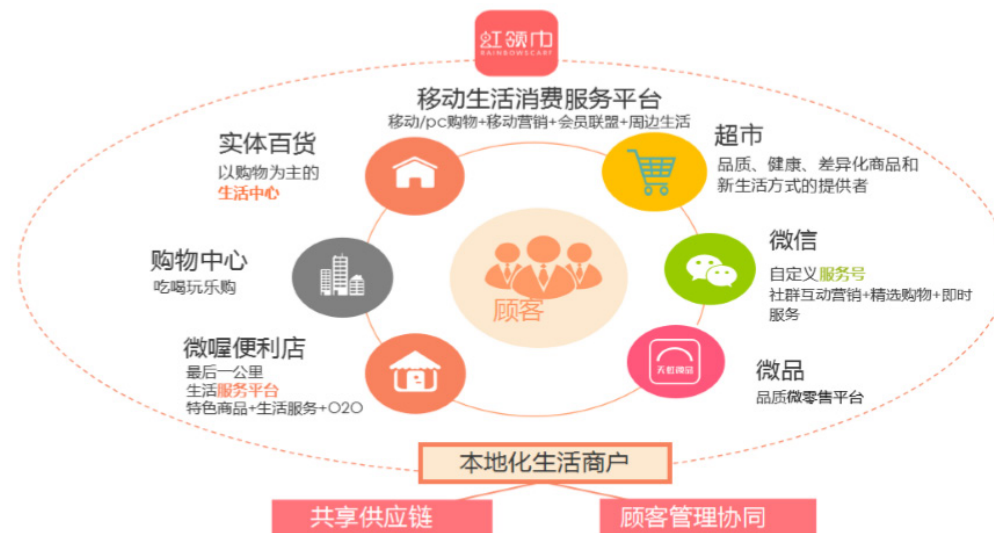 虹领巾
RAINBOWSCARF
移动生活消费服务平台
移动/pc购物+移动营销+会员联盟+周边生活
实体百货
以购物为主的
生活中心
超市
品质、健康、差异化商品和
新生活方式的提供者
购物中心
吃喝玩乐购
微信
自定义服务号
社群互动营销+精选购物+即时
服务
顾客
微喔便利店
最后一公里
生活服务平台
特色商品+生活服务+O2O
天虹微品
微品
品质微零售平台
本地化生活商户
共享供应链
顾客管理协同